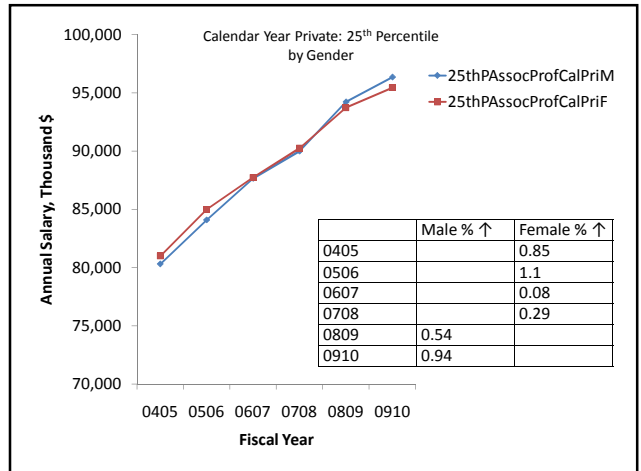 Calendar Year Private: 25th Percentile
by Gender
25thPAssocProfCalPriM
25thPAssocProfCalPriF
Annual Salary, Thousand $
100,000
95,000
90,000
85,000
80,000
75,000
70,000
Male % ↑ Female % ↑
0405 0.85
0506 1.1
0607 0.08
0708 0.29
0809 0.54
0910 0.94
0405 0506 0607 0708 0809 0910
Fiscal Year